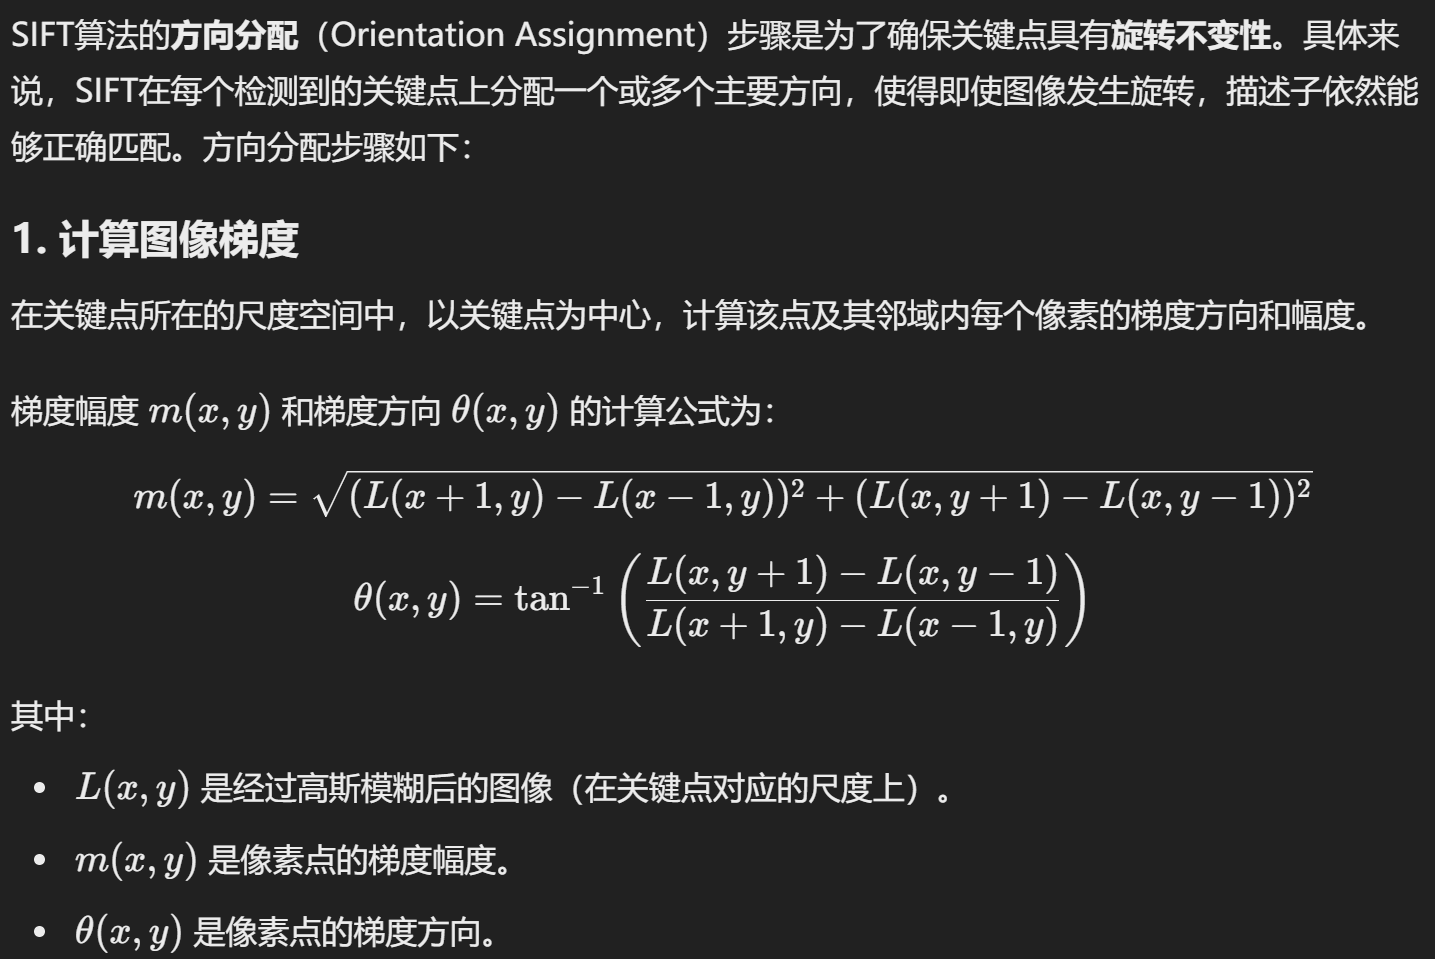 SIFT算法的方向分配（Orientation Assignment）步骤是为了确保关键点具有旋转不变性。具体来
说，SIFT在每个检测到的关键点上分配一个或多个主要方向，使得即使图像发生旋转，描述子依然能
够正确匹配。方向分配步骤如下：
1. 计算图像梯度
在关键点所在的尺度空间中，以关键点为中心，计算该点及其邻域内每个像素的梯度方向和幅度。
梯度幅度 m(x, y) 和梯度方向 θ(x, y) 的计算公式为：
m(x, y) = √((L(x + 1, y) − L(x − 1, y))² + (L(x, y + 1) − L(x, y − 1))²)
θ(x, y) = tan⁻¹((L(x, y + 1) − L(x, y − 1)) / (L(x + 1, y) − L(x − 1, y)))
其中：
• L(x, y) 是经过高斯模糊后的图像（在关键点对应的尺度上）。
• m(x, y) 是像素点的梯度幅度。
• θ(x, y) 是像素点的梯度方向。